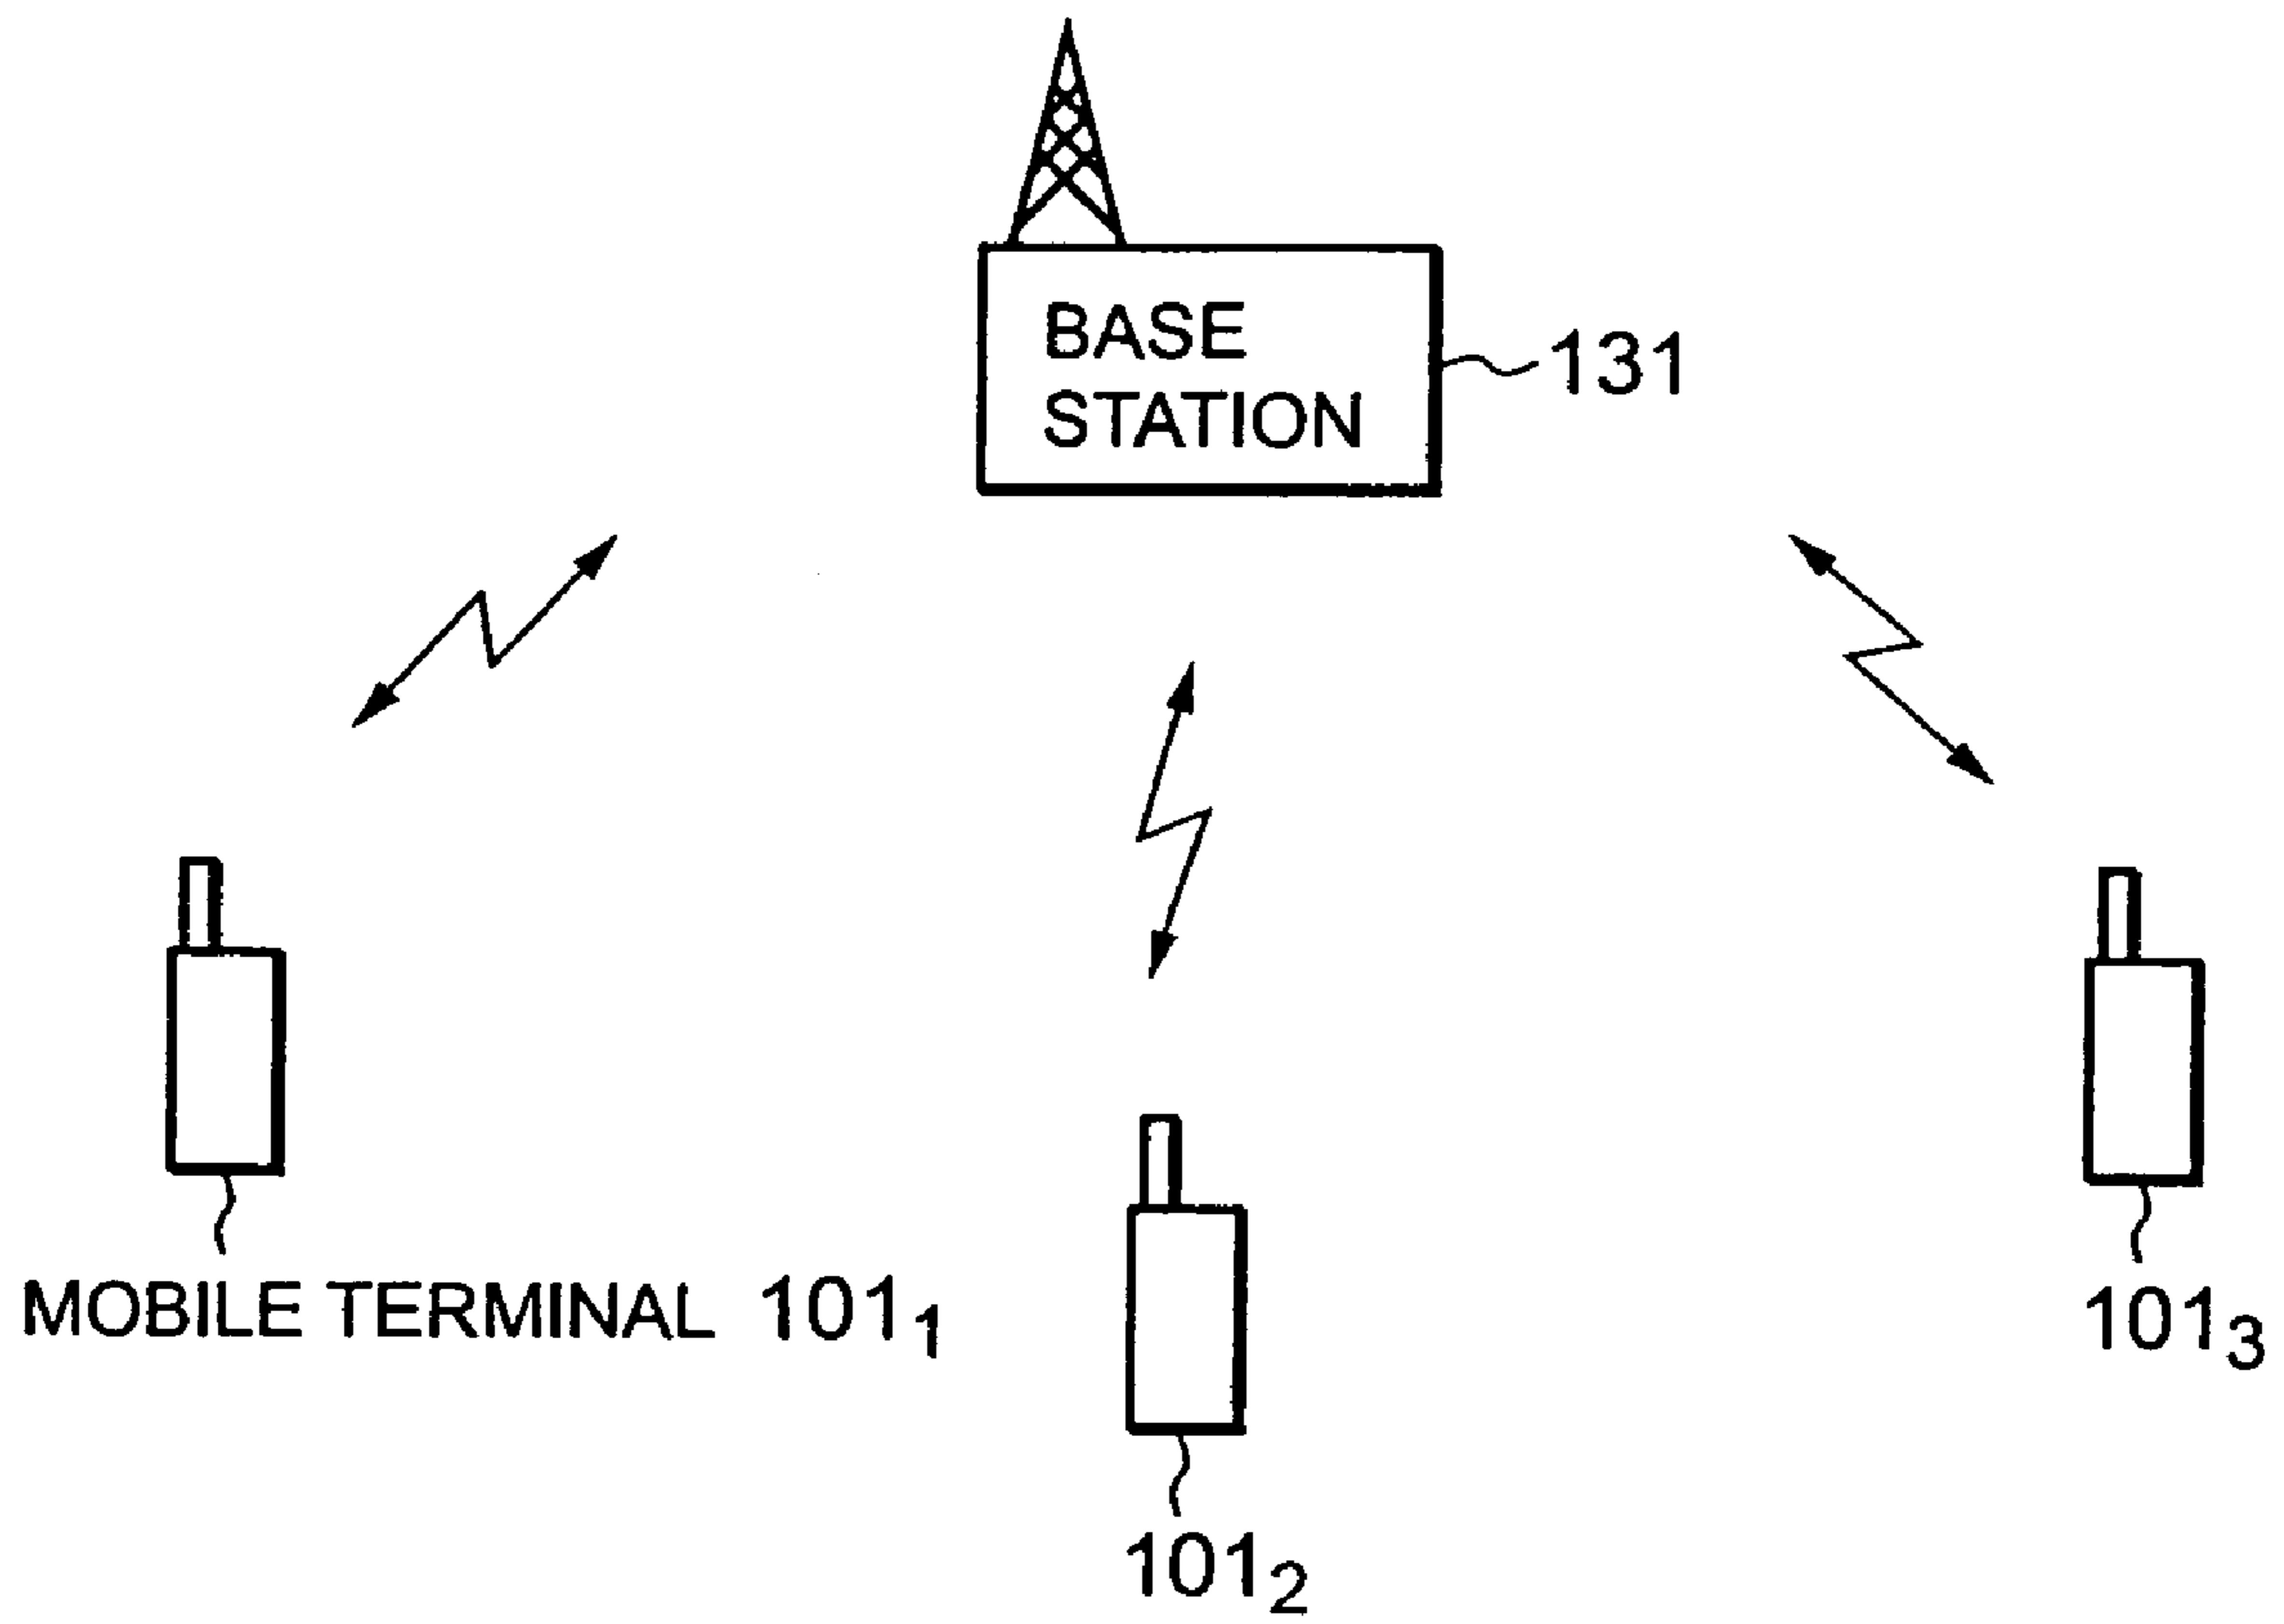 BASE
STATION
131
MOBILE TERMINAL 101₁
101₂
101₃